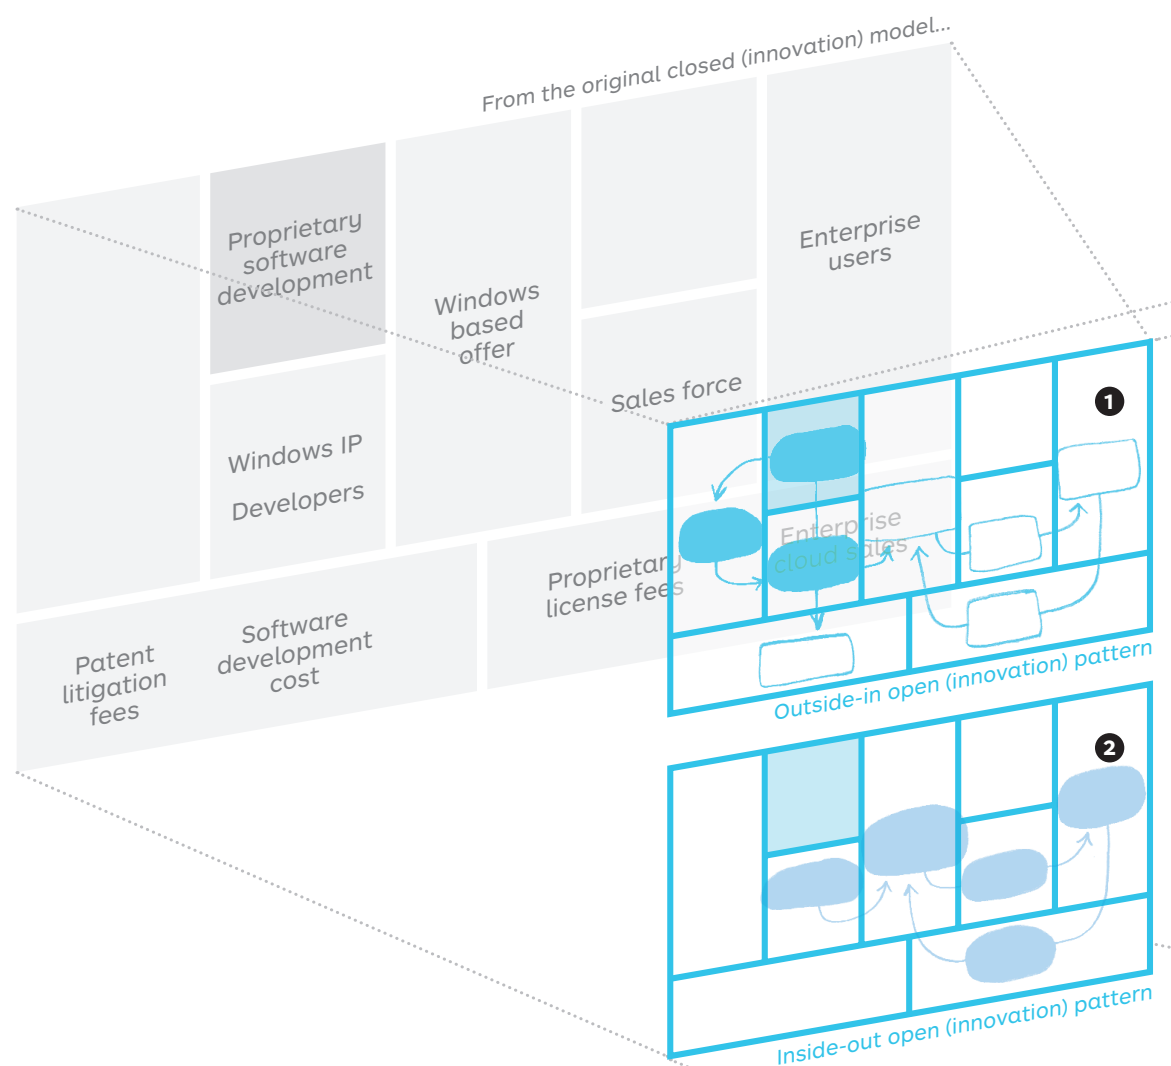 From the original closed (innovation) model...
Proprietary
software
development
Windows
based
offer
Enterprise
users
Windows IP
Developers
Sales force
Patent
litigation
fees
Software
development
cost
Proprietary
license fees
Enterprise
cloud sales
1
Outside-in open (innovation) pattern
2
Inside-out open (innovation) pattern